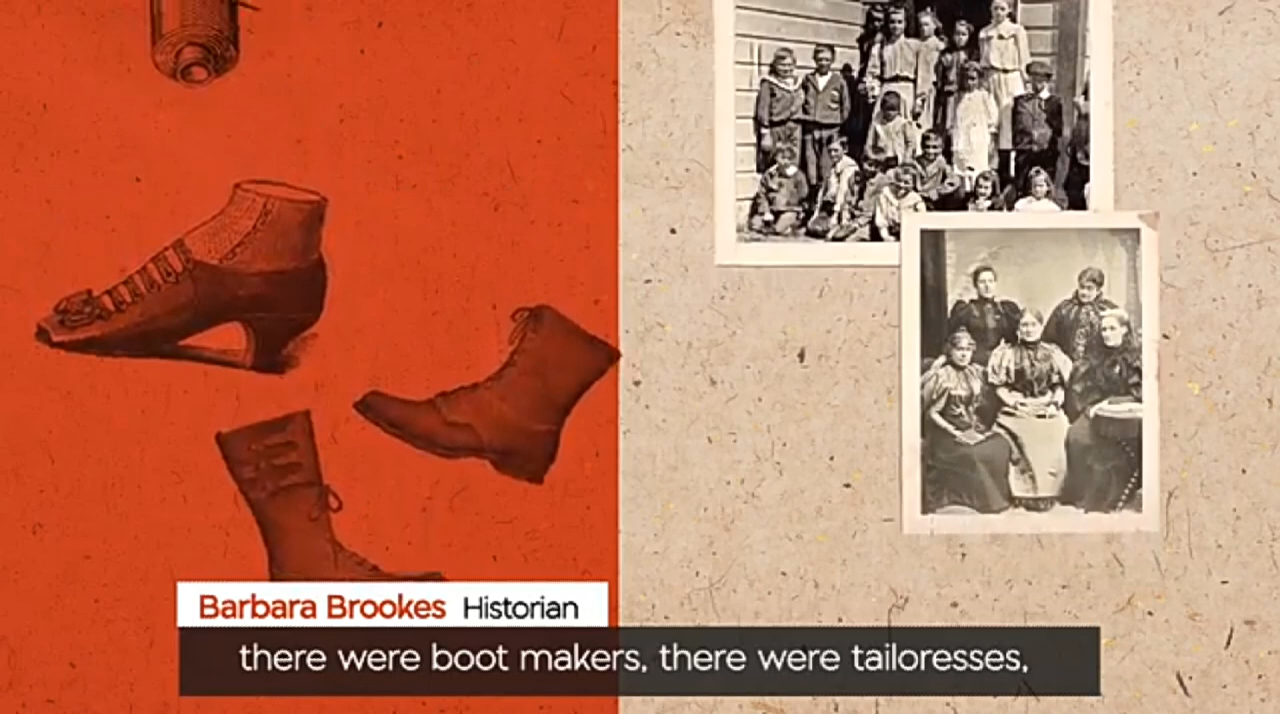 Barbara Brookes Historian
there were boot makers, there were tailoresses,